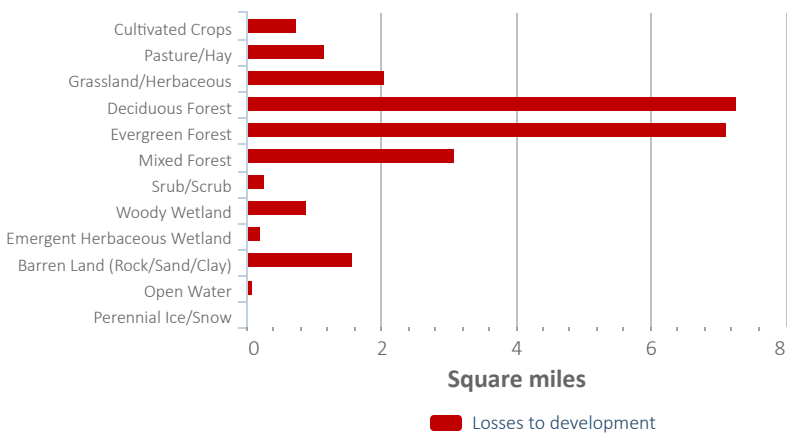 Cultivated Crops
Pasture/Hay
Grassland/Herbaceous
Deciduous Forest
Evergreen Forest
Mixed Forest
Srub/Scrub
Woody Wetland
Emergent Herbaceous Wetland
Barren Land (Rock/Sand/Clay)
Open Water
Perennial Ice/Snow
0 2 4 6 8
Square miles
Losses to development